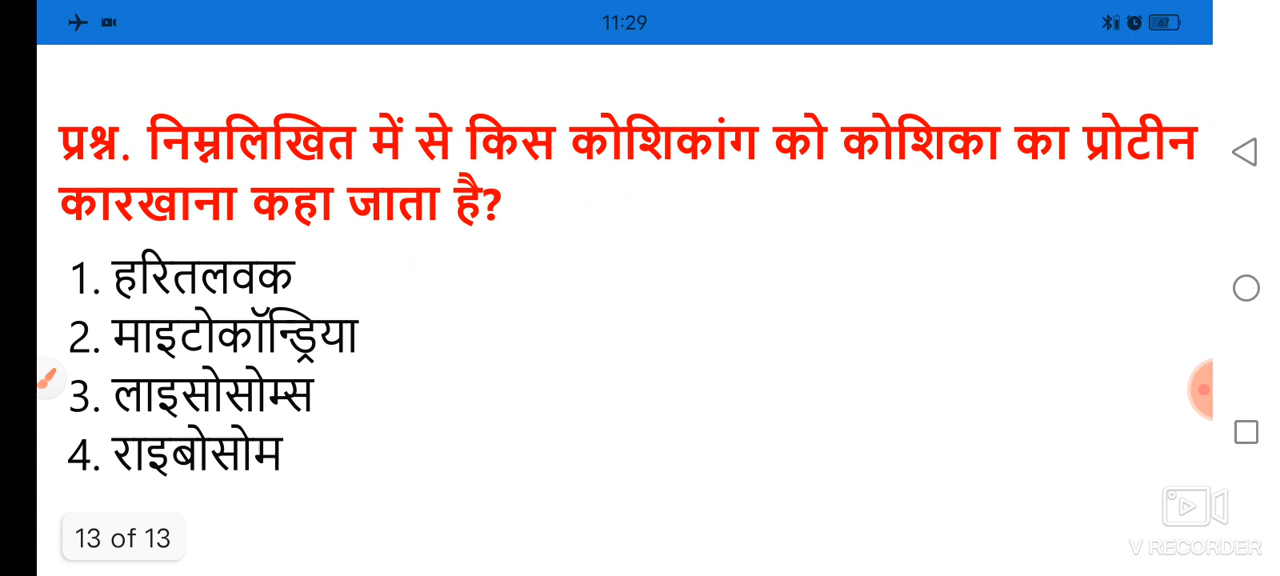 11:29
67
प्रश्न. निम्नलिखित में से किस कोशिकांग को कोशिका का प्रोटीन
कारखाना कहा जाता है?
1. हरितलवक
2. माइटोकॉन्ड्रिया
3. लाइसोसोम्स
4. राइबोसोम
13 of 13
V RECORDER